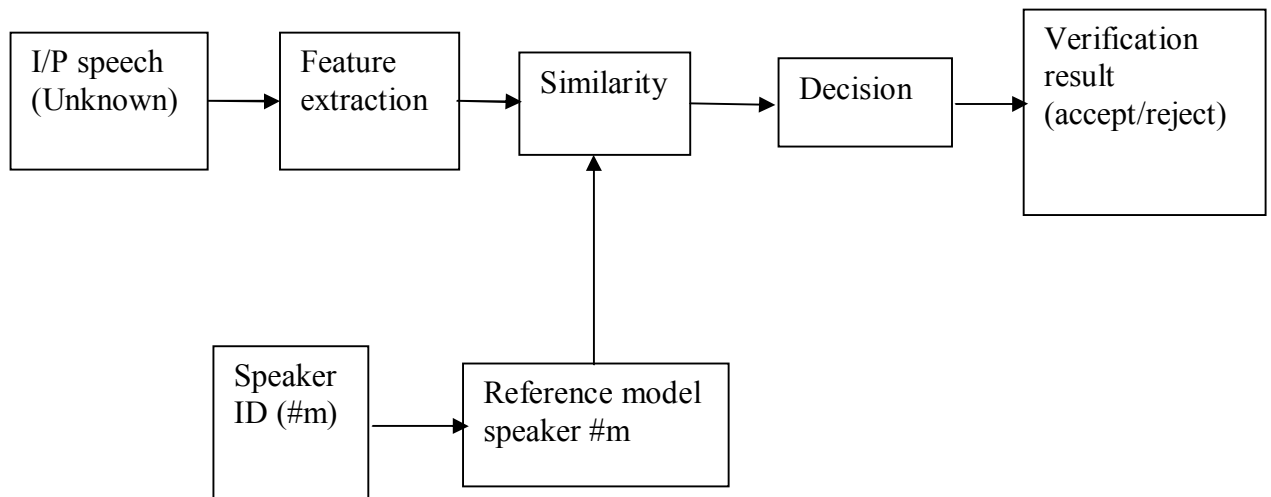 I/P speech
(Unknown)
Feature
extraction
Similarity
Decision
Verification
result
(accept/reject)
Speaker
ID (#m)
Reference model
speaker #m